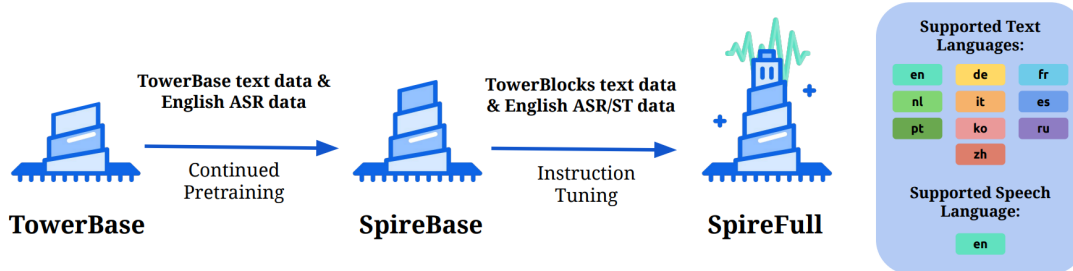 TowerBase text data &
English ASR data
Continued
Pretraining
TowerBlocks text data
& English ASR/ST data
Instruction
Tuning
TowerBase
SpireBase
SpireFull
Supported Text
Languages:
en de fr
nl it es
pt ko ru
zh
Supported Speech
Language:
en